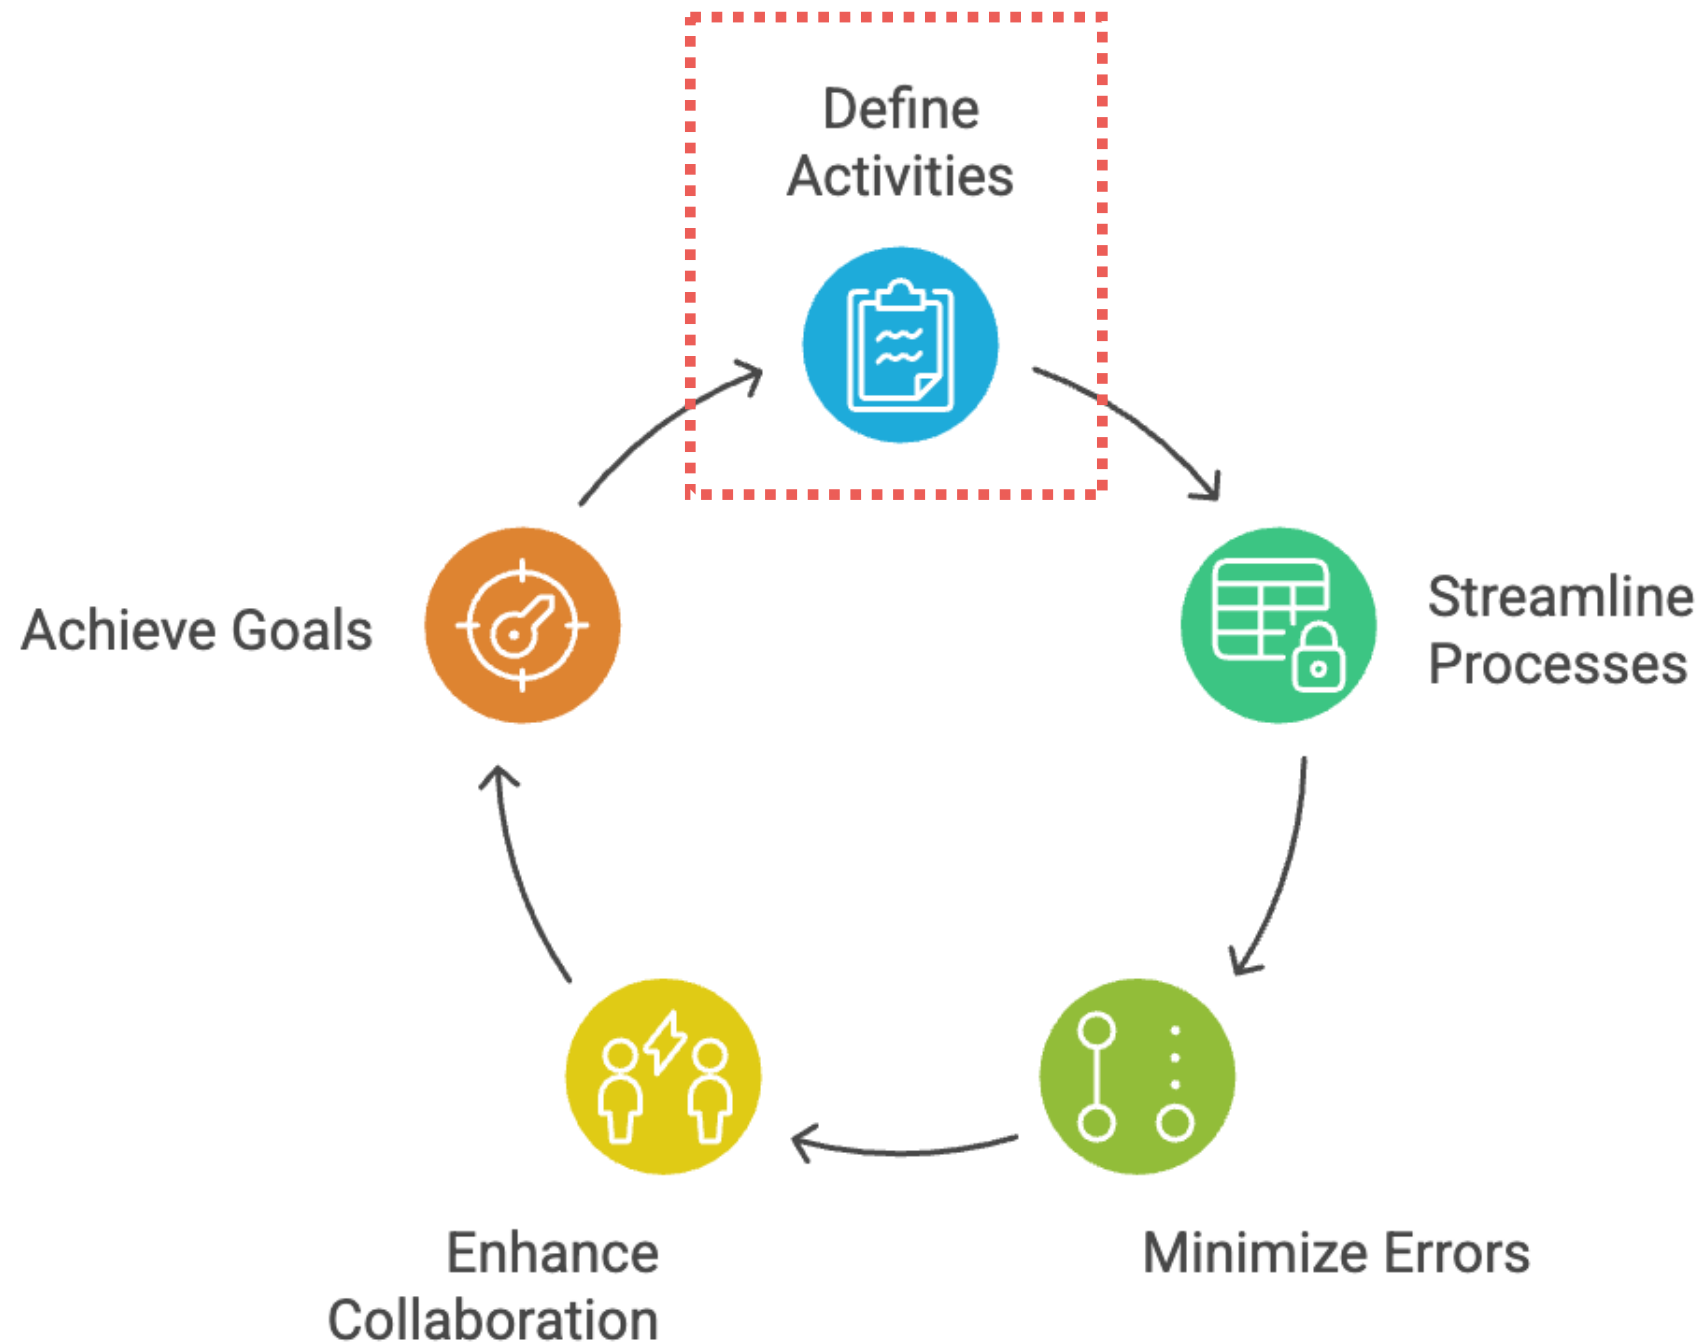 Define
Activities
Streamline
Processes
Minimize Errors
Enhance
Collaboration
Achieve Goals